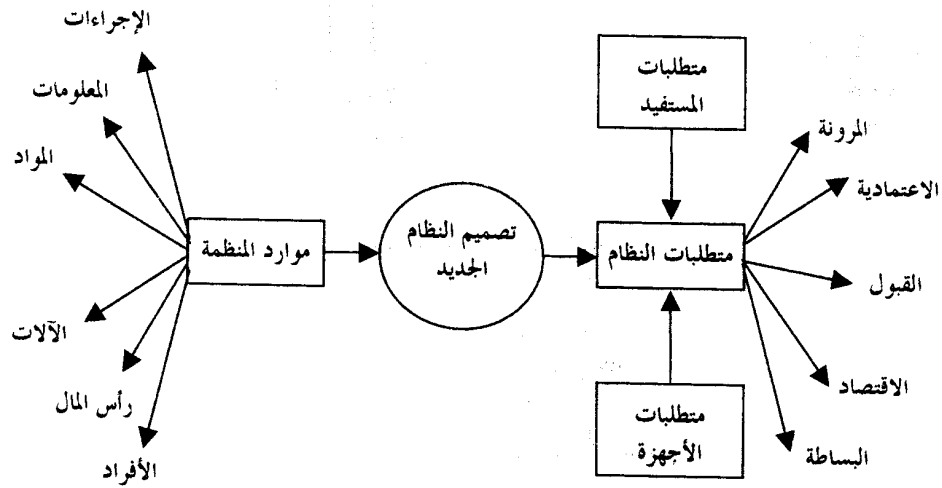 الإجراءات
المعلومات
المواد
الآلات
رأس المال
الأفراد
موارد المنظمة
تصميم النظام
الجديد
متطلبات
المستفيد
متطلبات النظام
متطلبات
الأجهزة
المرونة
الاعتمادية
القبول
الاقتصاد
البساطة